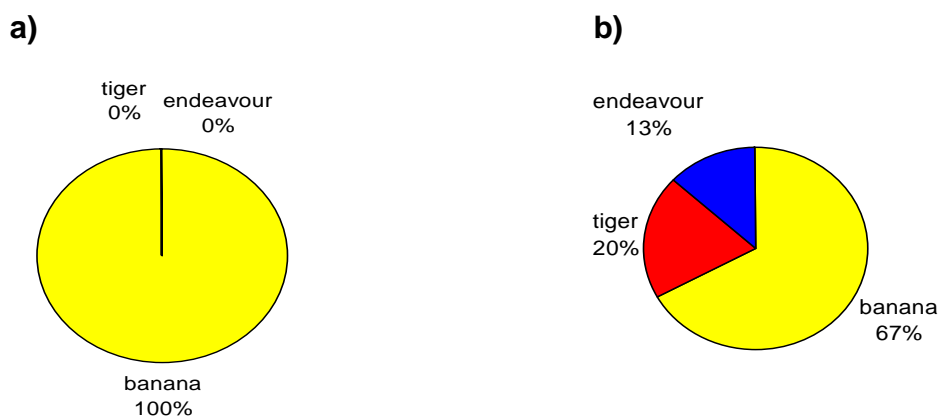 a)
tiger
0%
endeavour
0%
banana
100%
b)
endeavour
13%
tiger
20%
banana
67%